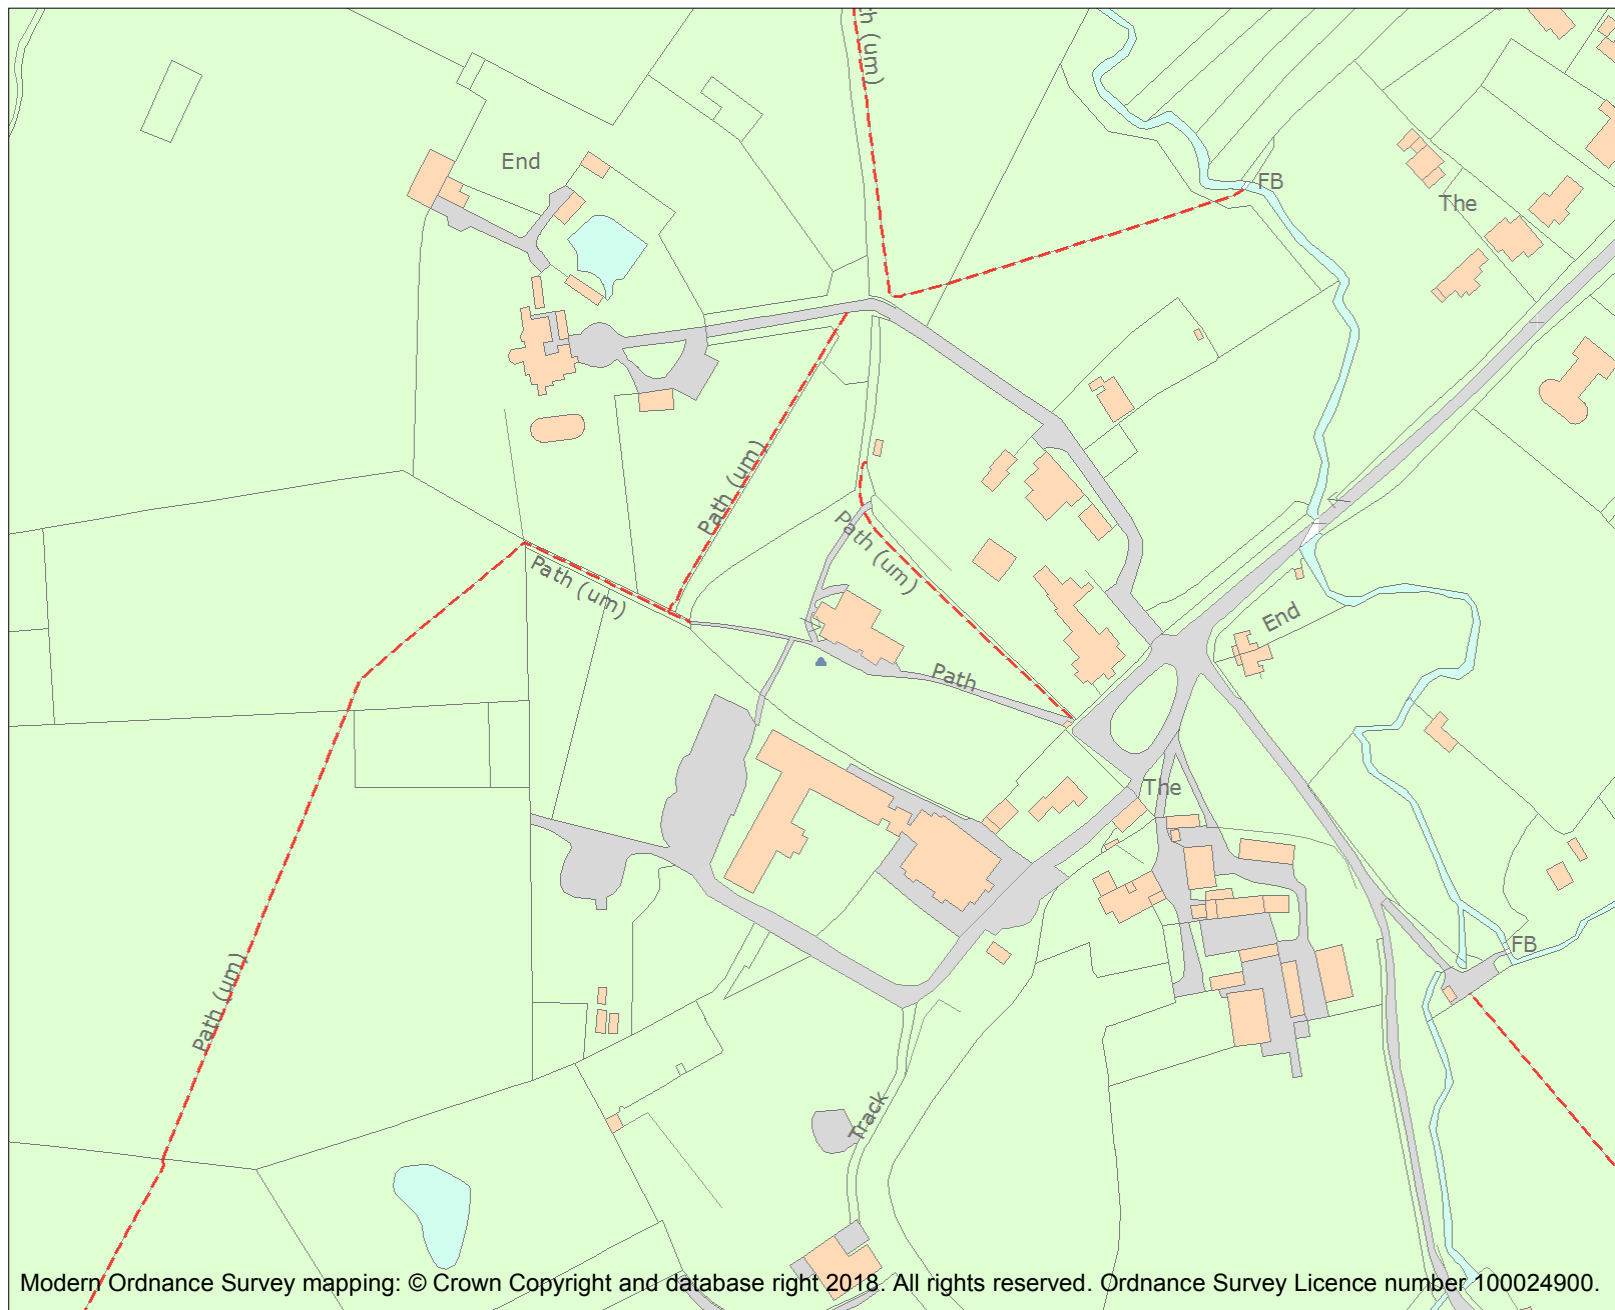 h (um)
End
FB
The
Path (um)
Path (um)
Path (um)
End
Path
The
FB
Path (um)
Track
Modern Ordnance Survey mapping: © Crown Copyright and database right 2018. All rights reserved. Ordnance Survey Licence number 100024900.